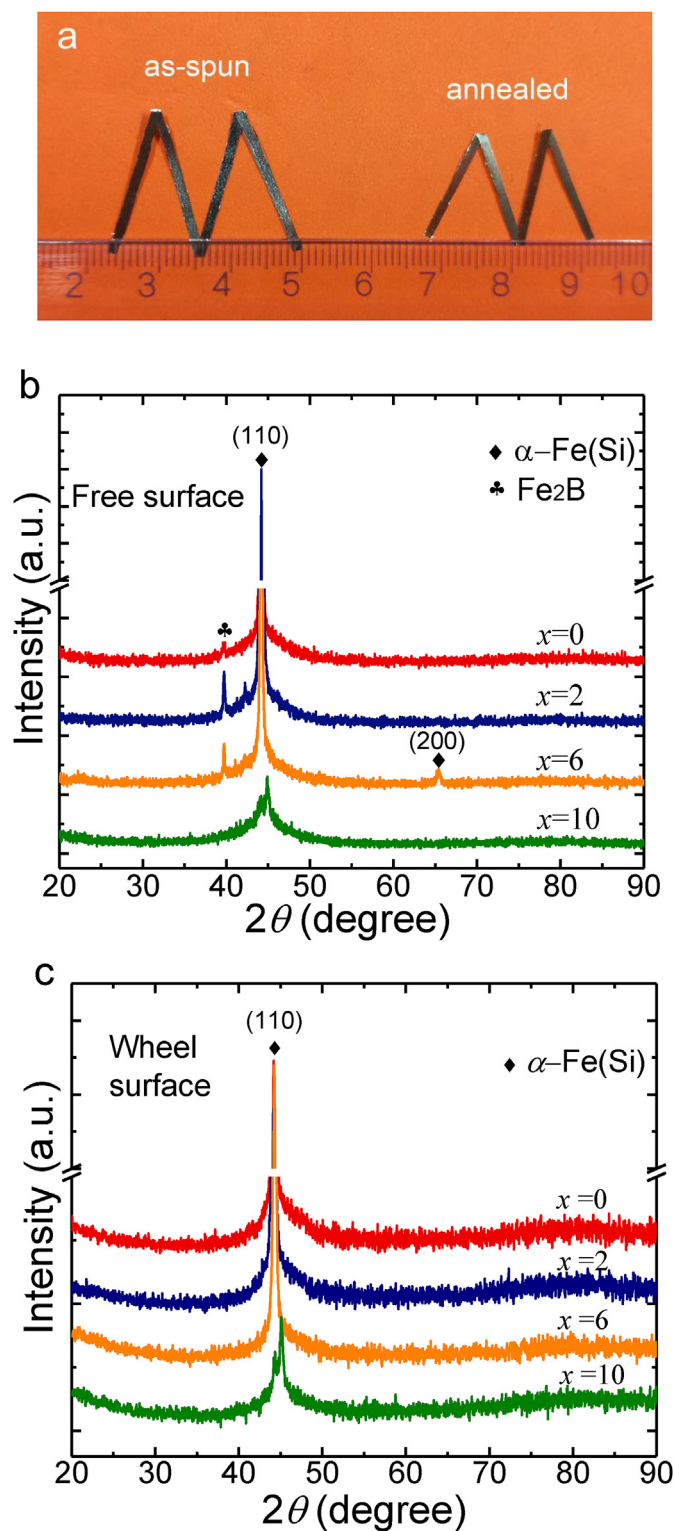 a
as-spun
annealed
2 3 4 5 6 7 8 9 10
b
(110)
♦ α–Fe(Si)
♣ Fe₂B
Free surface
Intensity (a.u.)
♣
x=0
x=2
(200)
x=6
x=10
20 30 40 50 60 70 80 90
2θ (degree)
c
(110)
Wheel
surface
♦ α–Fe(Si)
Intensity (a.u.)
x =0
x =2
x =6
x =10
20 30 40 50 60 70 80 90
2θ (degree)